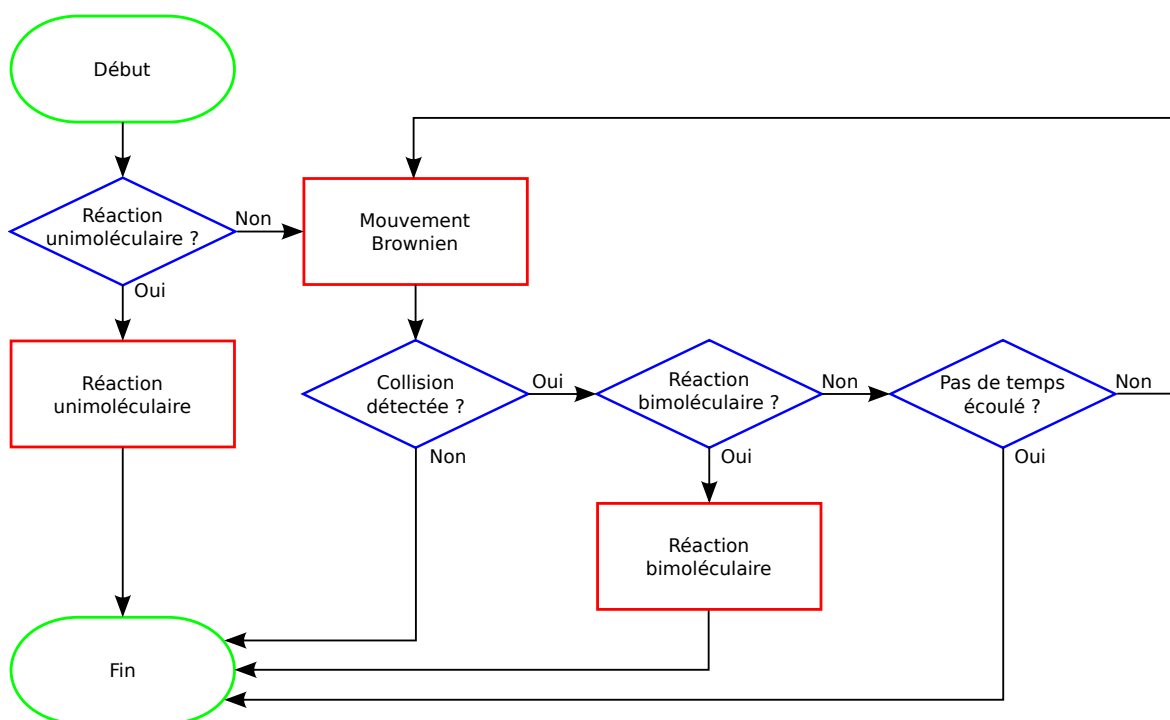 Début
Réaction
unimoléculaire ?
Non
Oui
Mouvement
Brownien
Réaction
unimoléculaire
Collision
détectée ?
Oui
Non
Réaction
bimoléculaire ?
Non
Oui
Pas de temps
écoulé ?
Non
Oui
Réaction
bimoléculaire
Fin